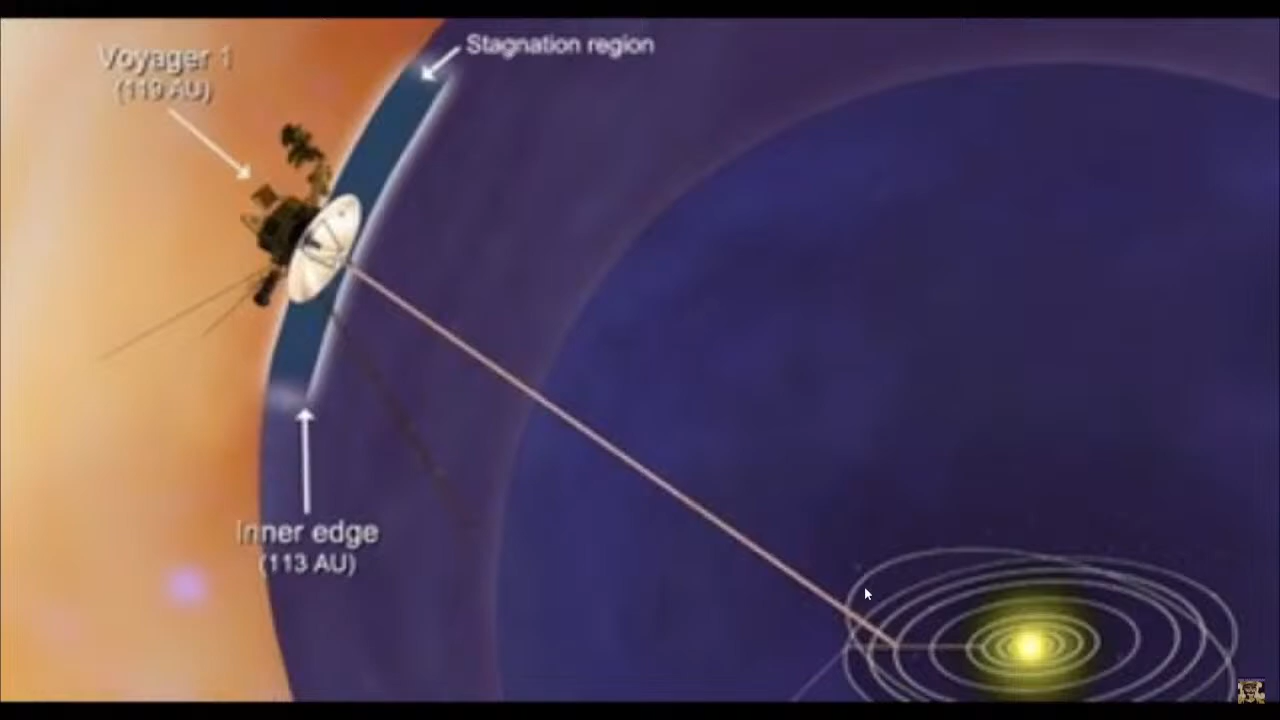 Stagnation region
Voyager 1
(119 AU)
Inner edge
(113 AU)